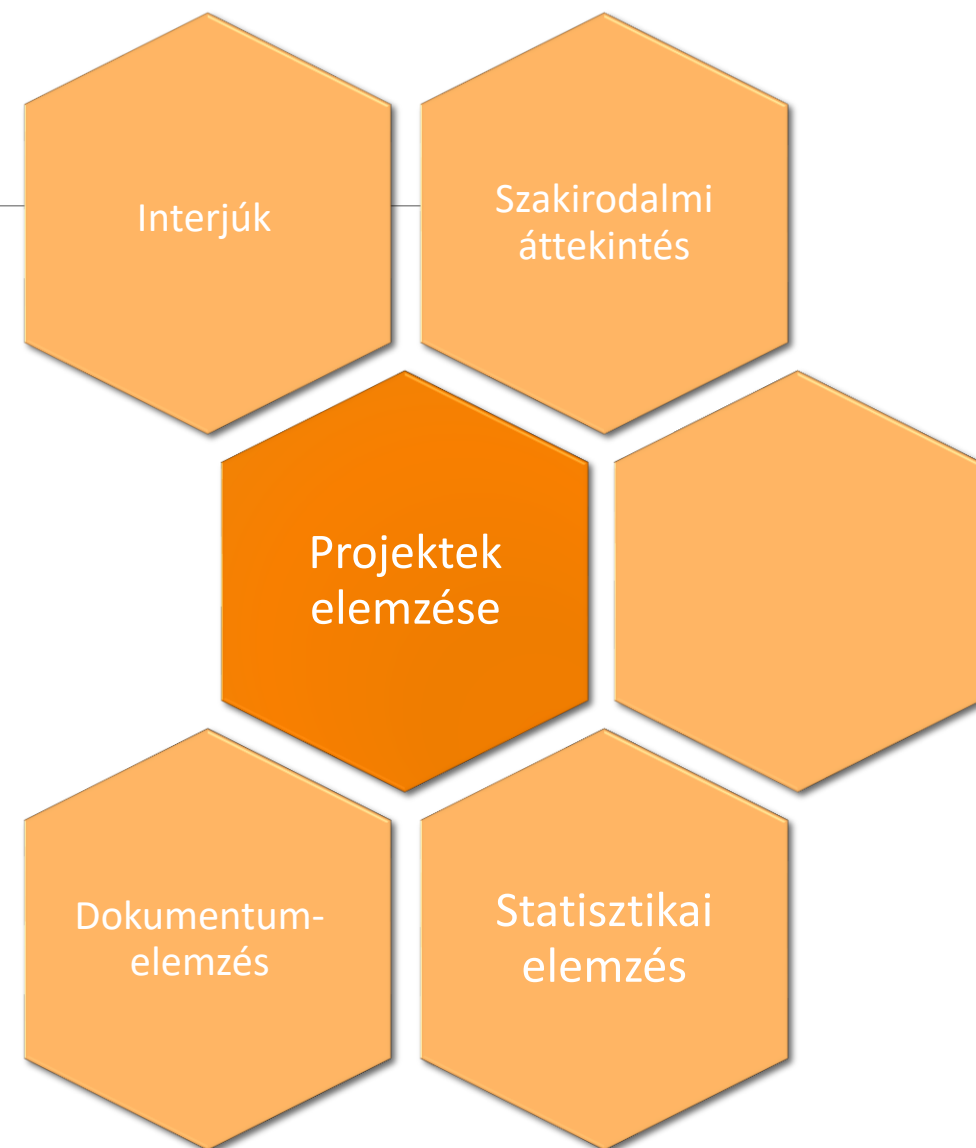 Interjúk
Szakirodalmi
áttekintés
Projektek
elemzése
Dokumentum-
elemzés
Statisztikai
elemzés